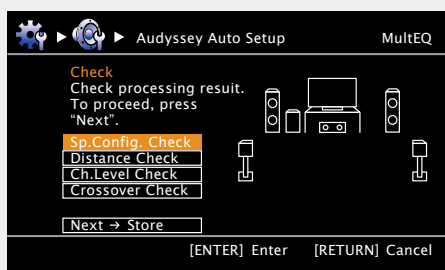 Audyssey Auto Setup MultEQ
Check
Check processing resuit.
To proceed, press
“Next”.
Sp.Config. Check
Distance Check
Ch.Level Check
Crossover Check
Next → Store
[ENTER] Enter [RETURN] Cancel